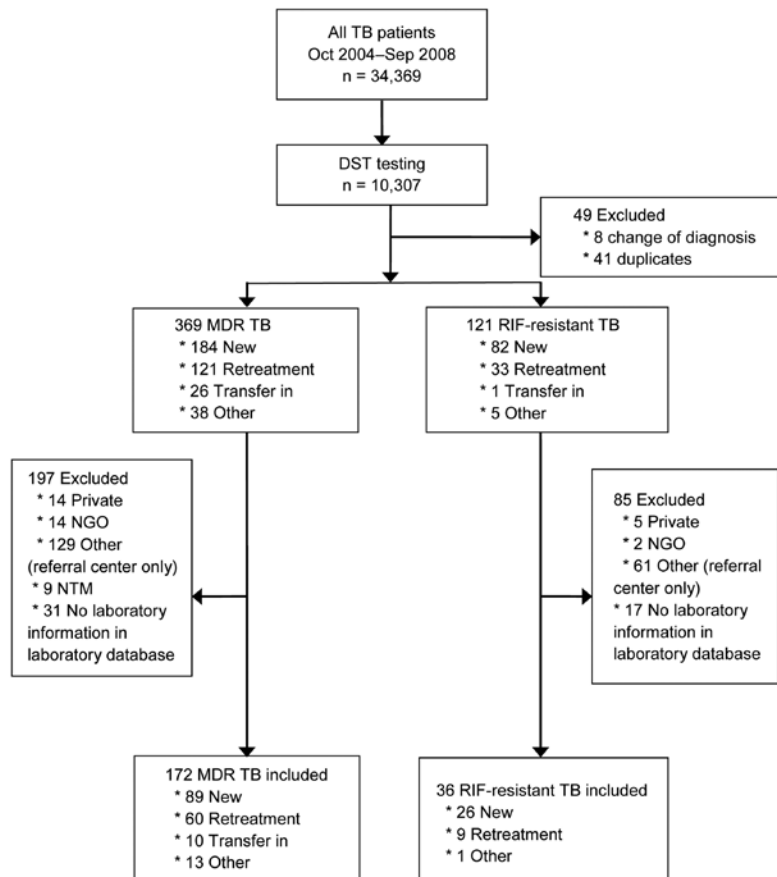 All TB patients
Oct 2004–Sep 2008
n = 34,369
DST testing
n = 10,307
49 Excluded
* 8 change of diagnosis
* 41 duplicates
369 MDR TB
* 184 New
* 121 Retreatment
* 26 Transfer in
* 38 Other
121 RIF-resistant TB
* 82 New
* 33 Retreatment
* 1 Transfer in
* 5 Other
197 Excluded
* 14 Private
* 14 NGO
* 129 Other
(referral center only)
* 9 NTM
* 31 No laboratory
information in
laboratory database
85 Excluded
* 5 Private
* 2 NGO
* 61 Other (referral
center only)
* 17 No laboratory
information in
laboratory database
172 MDR TB included
* 89 New
* 60 Retreatment
* 10 Transfer in
* 13 Other
36 RIF-resistant TB included
* 26 New
* 9 Retreatment
* 1 Other